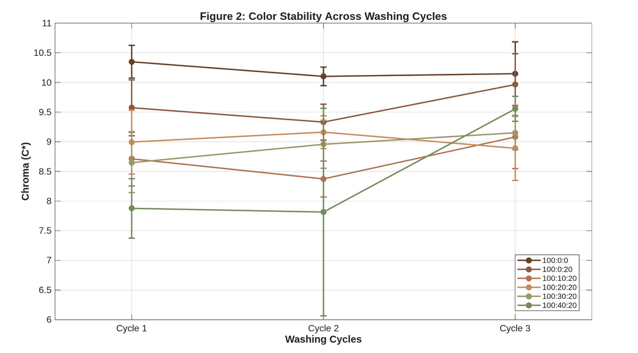 Figure 2: Color Stability Across Washing Cycles
11
10.5
10
9.5
9
8.5
8
7.5
7
6.5
6
Chroma (C*)
Cycle 1
Cycle 2
Cycle 3
Washing Cycles
100:0:0
100:0:20
100:10:20
100:20:20
100:30:20
100:40:20